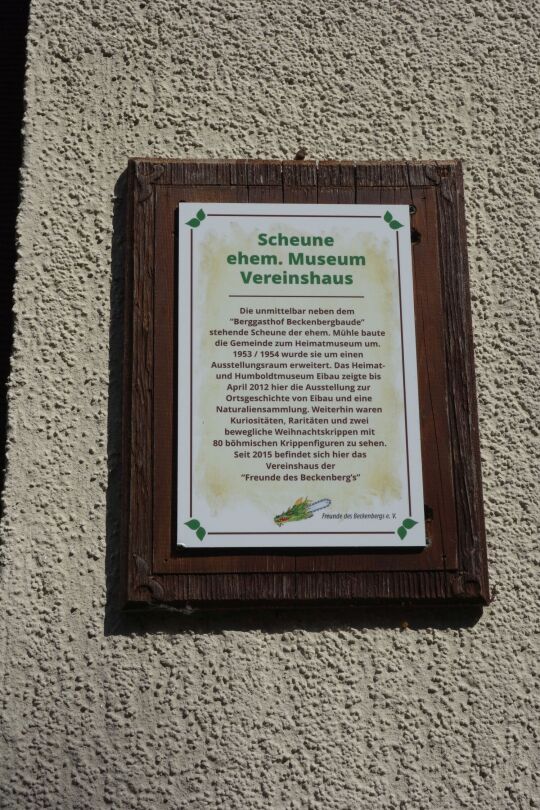 Scheune
ehem. Museum
Vereinshaus
Die unmittelbar neben dem
“Berggasthof Beckenbergbaude”
stehende Scheune der ehem. Mühle baute
die Gemeinde zum Heimatmuseum um.
1953 / 1954 wurde sie um einen
Ausstellungsraum erweitert. Das Heimat-
und Humboldtmuseum Eibau zeigte bis
April 2012 hier die Ausstellung zur
Ortsgeschichte von Eibau und eine
Naturaliensammlung. Weiterhin waren
Kuriositäten, Raritäten und zwei
bewegliche Weihnachtskrippen mit
80 böhmischen Krippenfiguren zu sehen.
Seit 2015 befindet sich hier das
Vereinshaus der
“Freunde des Beckenberg’s”
Freunde des Beckenbergs e. V.